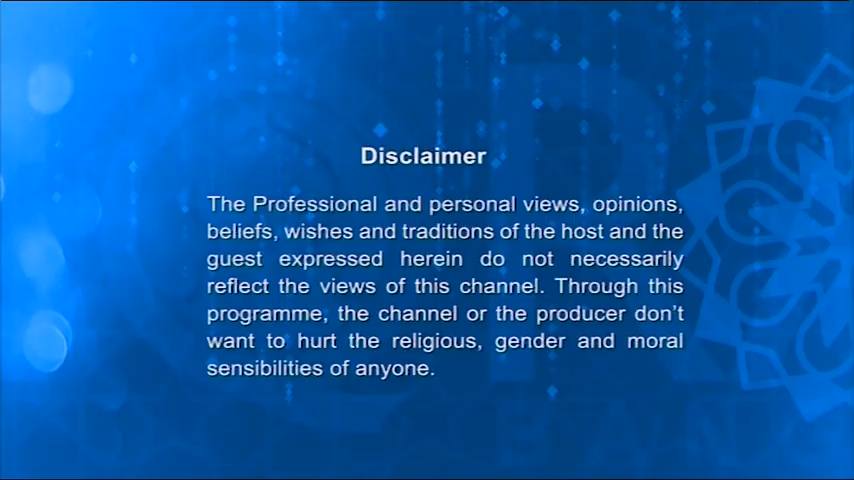 Disclaimer
The Professional and personal views, opinions,
beliefs, wishes and traditions of the host and the
guest expressed herein do not necessarily
reflect the views of this channel. Through this
programme, the channel or the producer don't
want to hurt the religious, gender and moral
sensibilities of anyone.